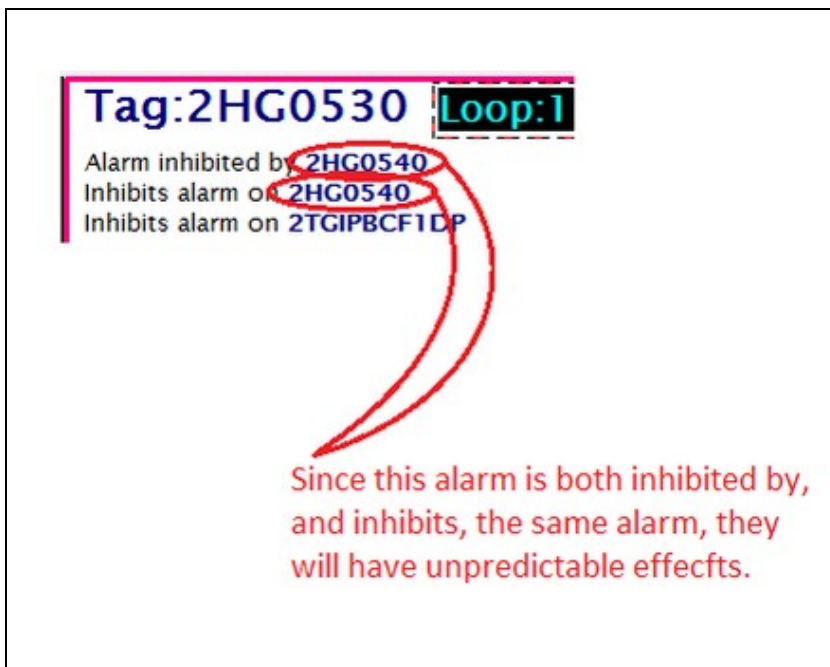 Tag:2HG0530 Loop:1
Alarm inhibited by 2HG0540
Inhibits alarm on 2HG0540
Inhibits alarm on 2TGIPBCF1DP
Since this alarm is both inhibited by,
and inhibits, the same alarm, they
will have unpredictable effecfts.